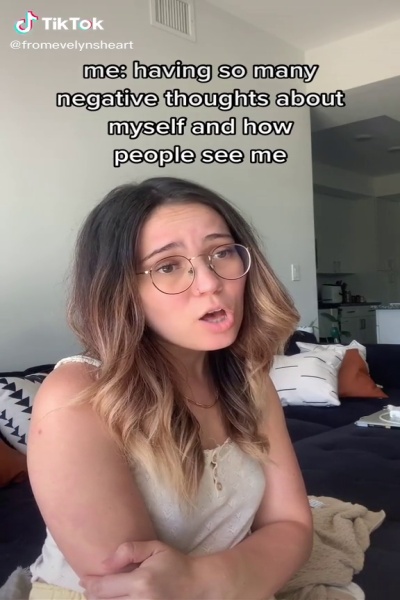 TikTok
@fromevelynsheart
me: having so many
negative thoughts about
myself and how
people see me